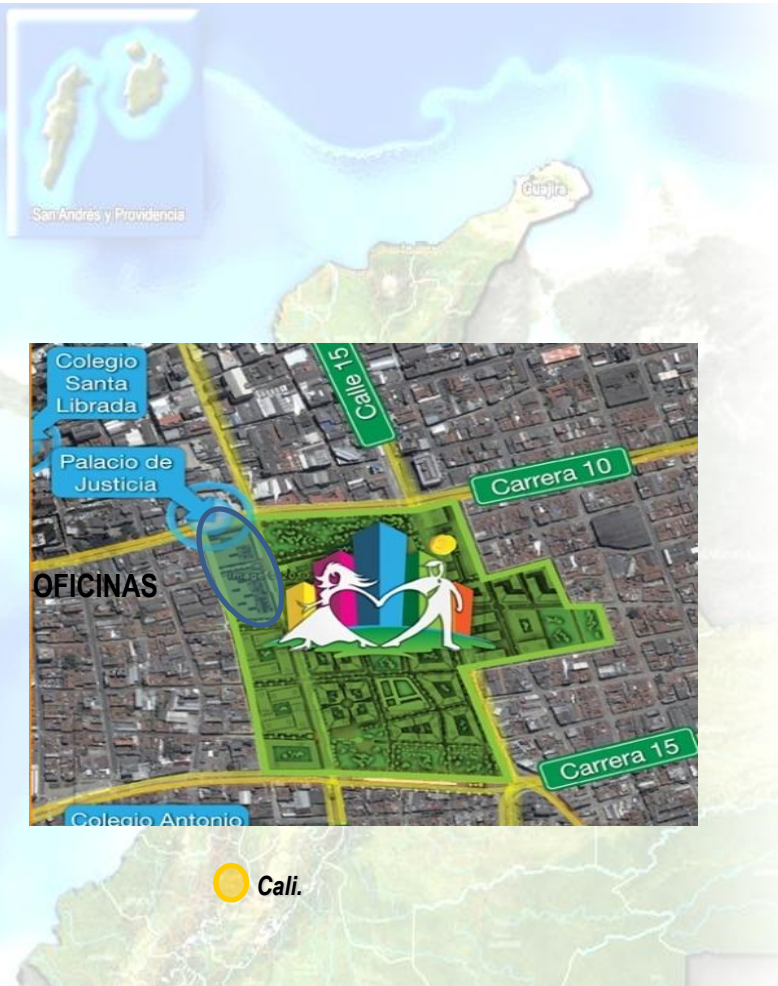 San Andrés y Providencia
Guajira
Colegio
Santa
Librada
Calle 15
Palacio de
Justicia
Carrera 10
OFICINAS
Carrera 15
Colegio Antonio
Cali.